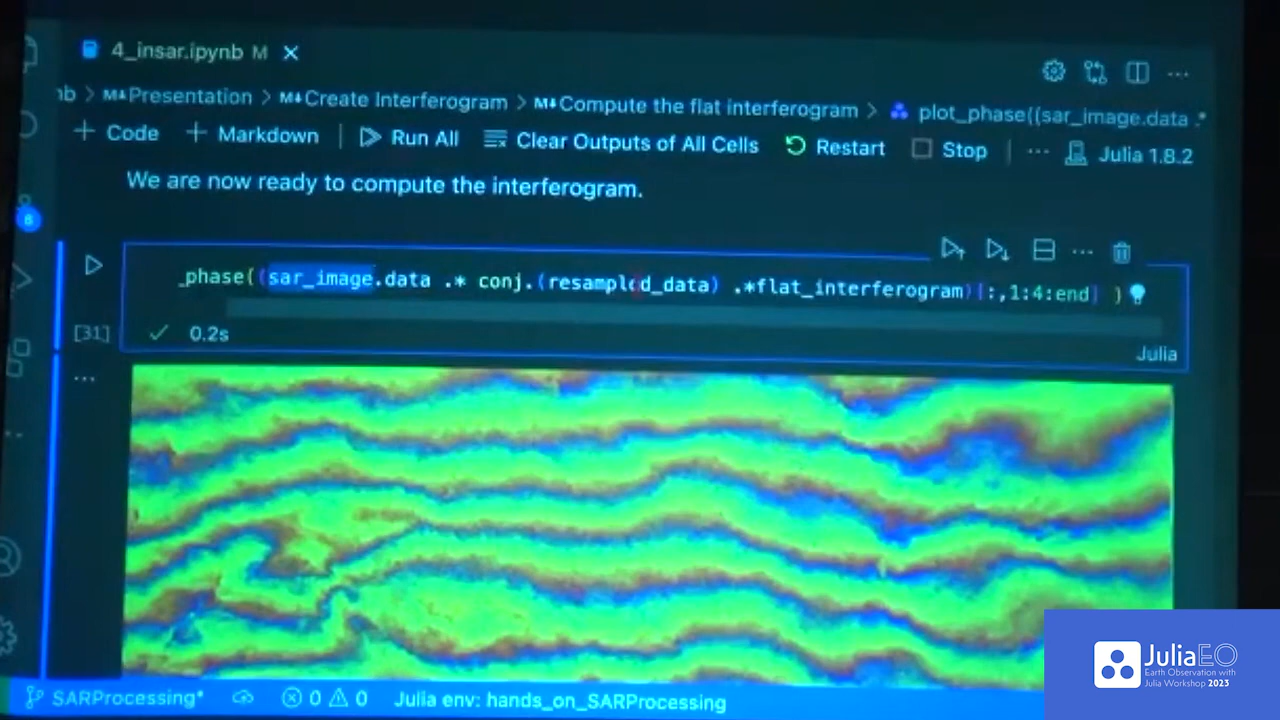 4_insar.ipynb M ×
nb > M↓Presentation > M↓Create Interferogram > M↓Compute the flat interferogram > plot_phase((sar_image.data .*
+ Code + Markdown | Run All Clear Outputs of All Cells Restart Stop | ... Julia 1.8.2
We are now ready to compute the interferogram.
8
_phase((sar_image.data .* conj.(resampled_data) .*flat_interferogram)[:,1:4:end] )
[31] ✓ 0.2s
Julia
SARProcessing* 0 0 Julia env: hands_on_SARProcessing
JuliaEO
Earth Observation with
Julia Workshop 2023